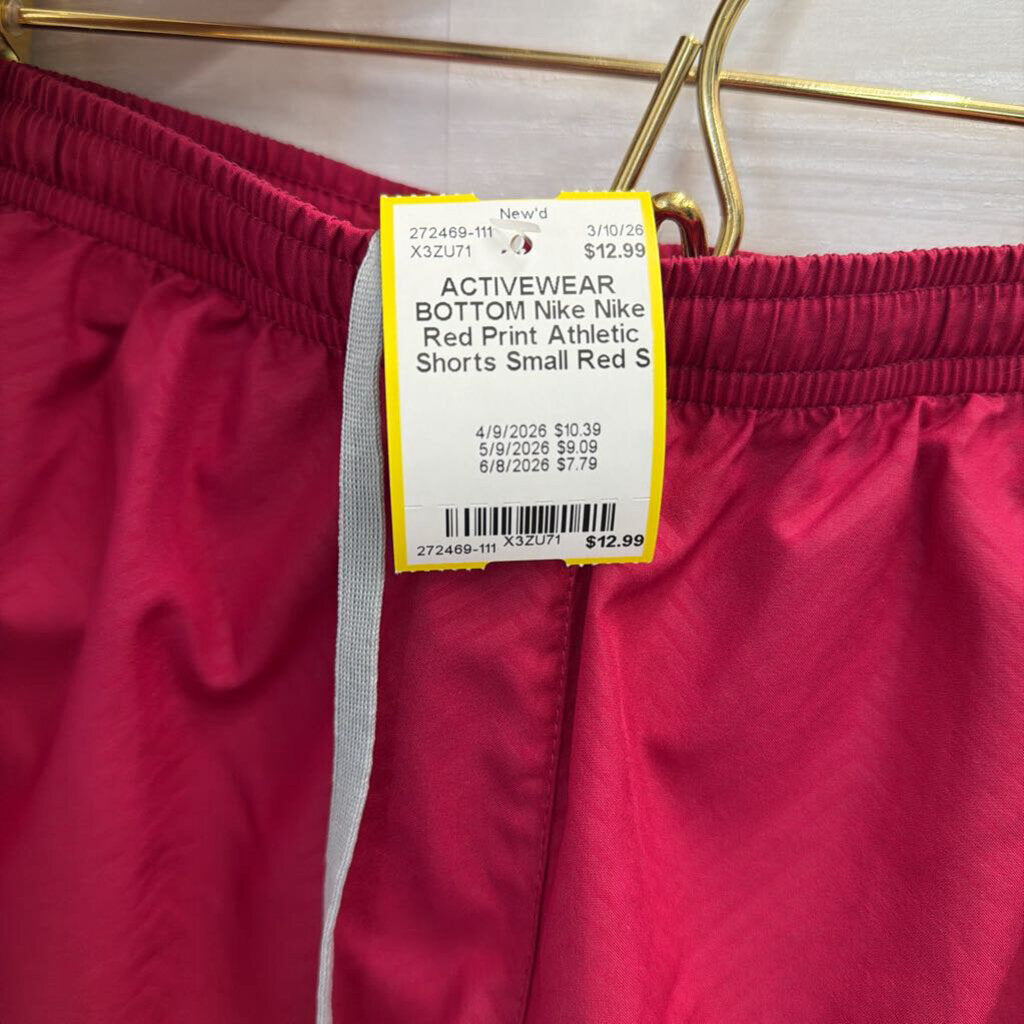 New'd
272469-111 3/10/26
X3ZU71 $12.99
ACTIVEWEAR
BOTTOM Nike Nike
Red Print Athletic
Shorts Small Red S
4/9/2026 $10.39
5/9/2026 $9.09
6/8/2026 $7.79
272469-111 X3ZU71 $12.99